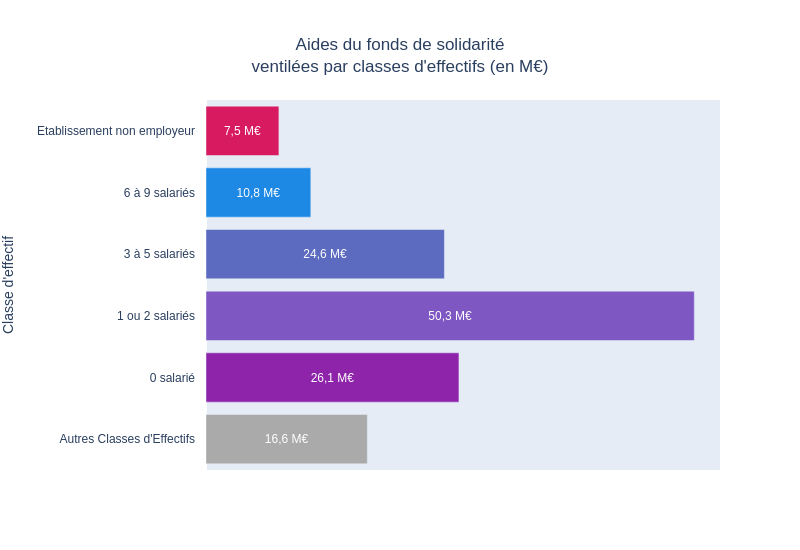 Aides du fonds de solidarité
ventilées par classes d'effectifs (en M€)
Classe d'effectif
Etablissement non employeur
7,5 M€
6 à 9 salariés
10,8 M€
3 à 5 salariés
24,6 M€
1 ou 2 salariés
50,3 M€
0 salarié
26,1 M€
Autres Classes d'Effectifs
16,6 M€